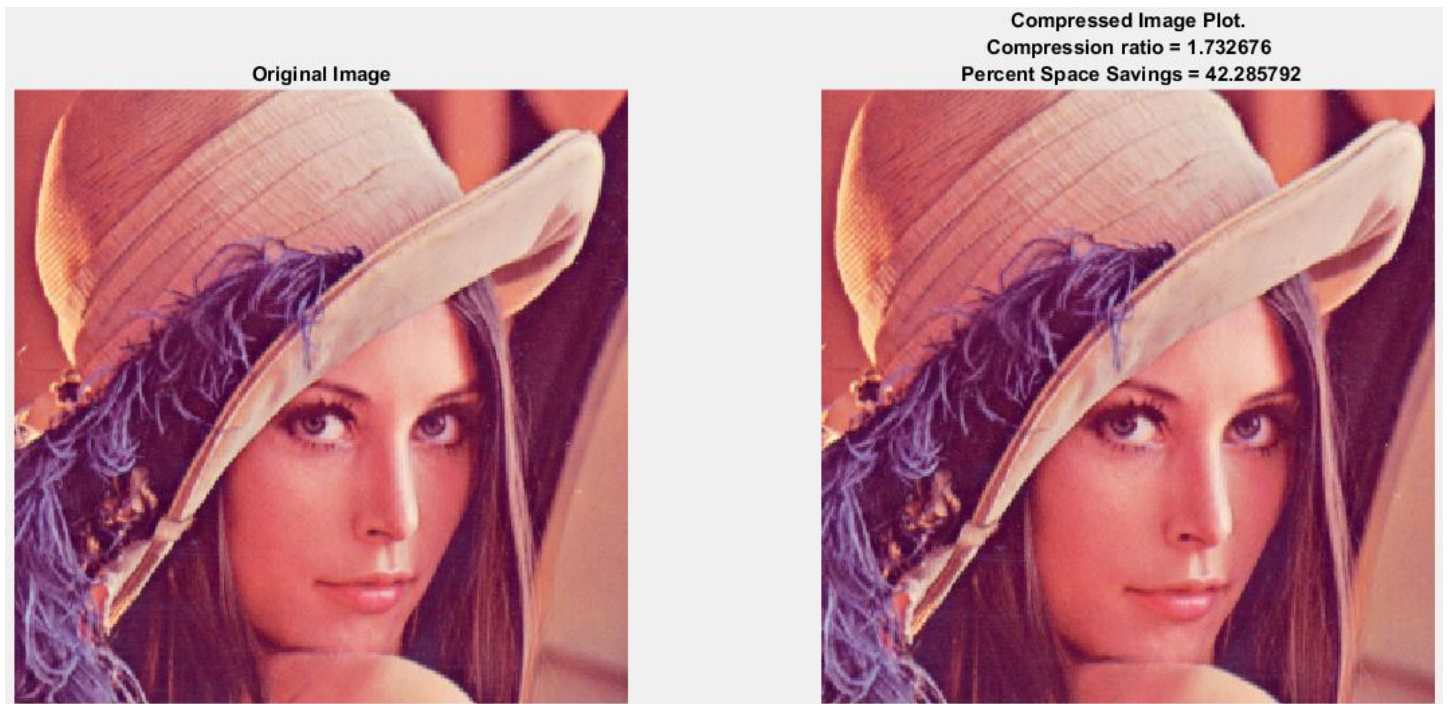 Original Image
Compressed Image Plot.
Compression ratio = 1.732676
Percent Space Savings = 42.285792